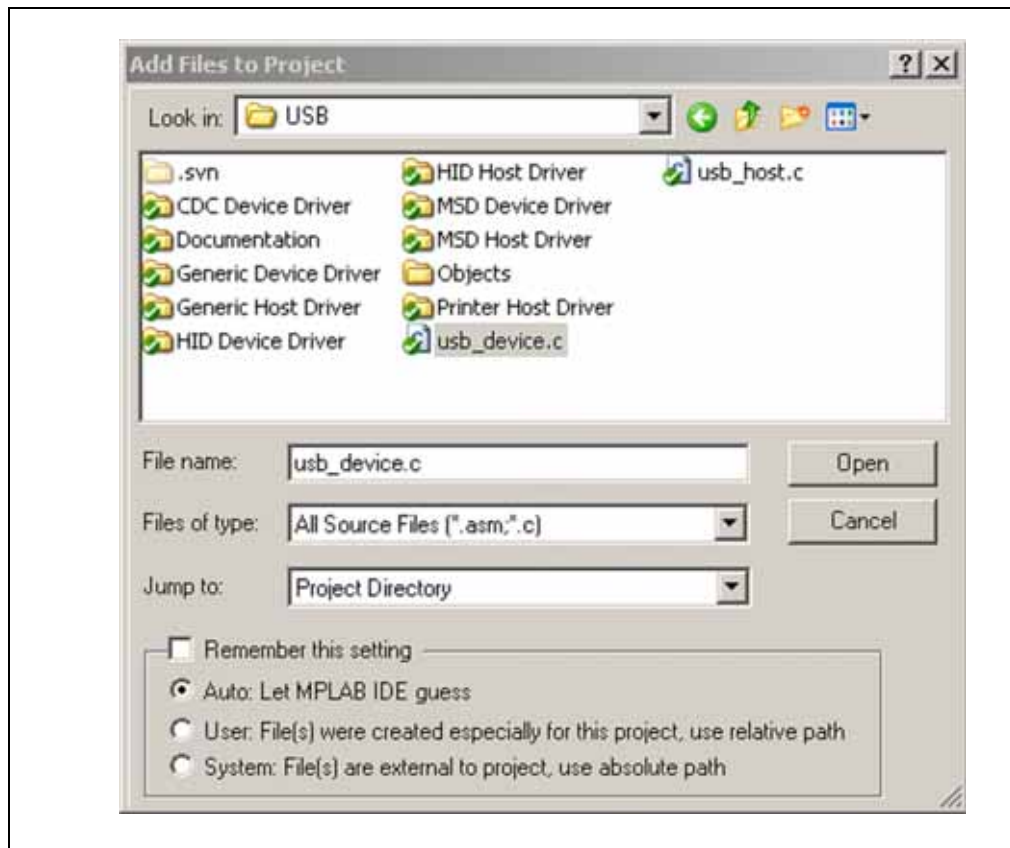 Add Files to Project
Look in: USB
.svn
CDC Device Driver
Documentation
Generic Device Driver
Generic Host Driver
HID Device Driver
HID Host Driver
MSD Device Driver
MSD Host Driver
Objects
Printer Host Driver
usb_device.c
usb_host.c
File name: usb_device.c
Open
Files of type: All Source Files (*.asm;*.c)
Cancel
Jump to: Project Directory
Remember this setting
Auto: Let MPLAB IDE guess
User: File(s) were created especially for this project, use relative path
System: File(s) are external to project, use absolute path